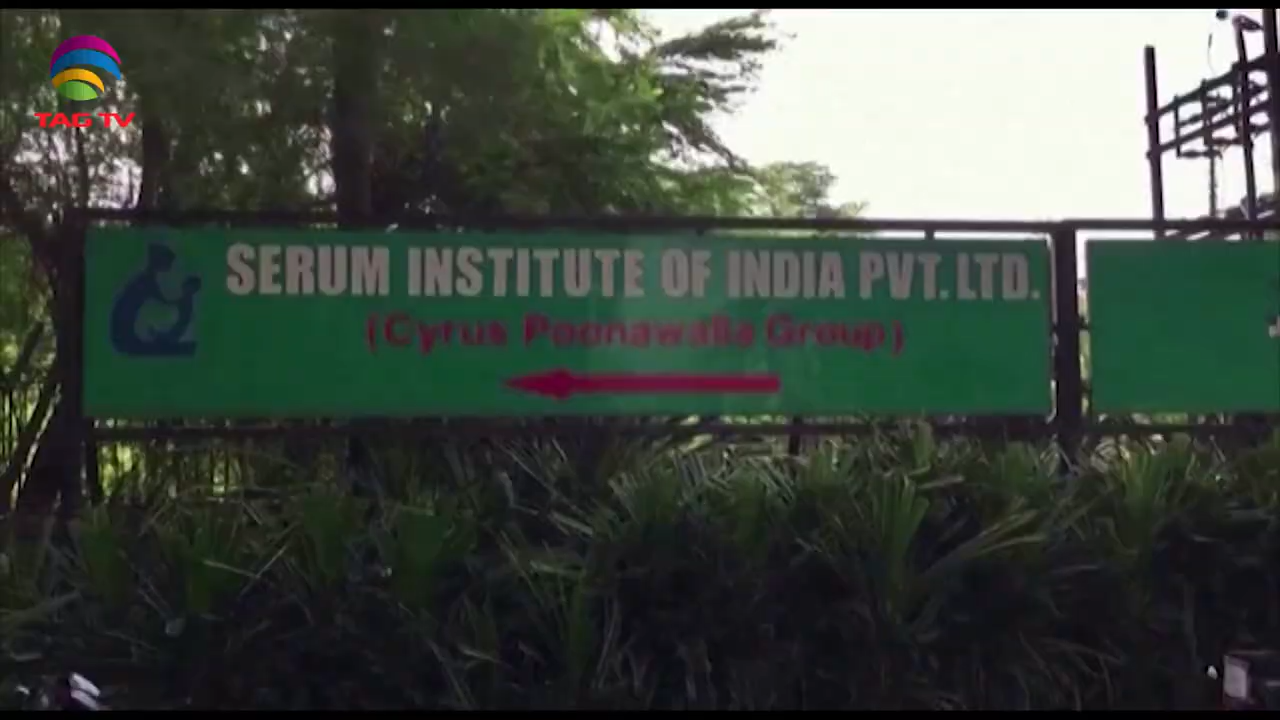 TAG TV
SERUM INSTITUTE OF INDIA PVT. LTD.
(Cyrus Poonawalla Group)